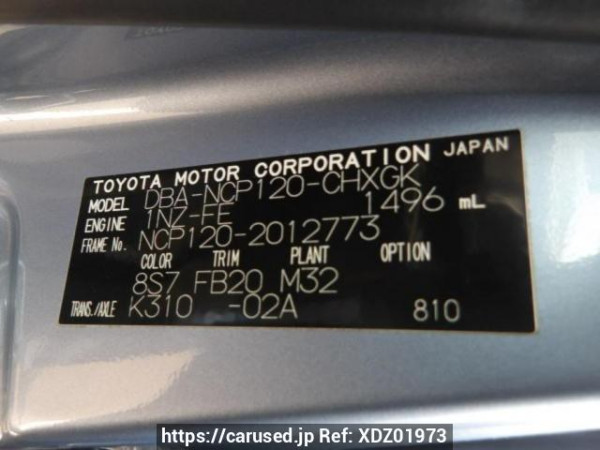 TOYOTA MOTOR CORPORATION JAPAN
MODEL DBA-NCP120-CHXGK
ENGINE 1NZ-FE 1496 mL
FRAME No. NCP120-2012773
COLOR TRIM PLANT OPTION
8S7 FB20 M32
TRANS./AXLE K310 -02A 810
https://carused.jp Ref: XDZ01973